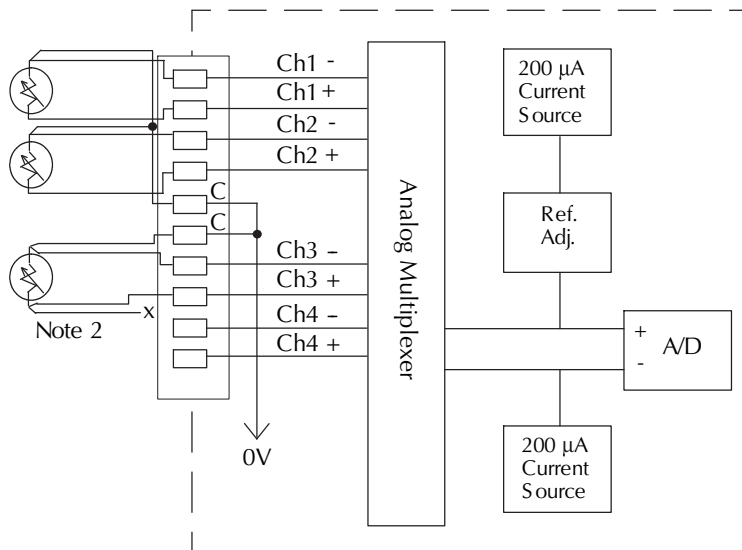 Ch1 -
Ch1 +
Ch2 -
Ch2 +
C
C
Ch3 –
Ch3 +
Ch4 –
Ch4 +
x
Note 2
0V
Analog Multiplexer
200 µA
Current
Source
Ref.
Adj.
+
-
A/D
200 µA
Current
Source